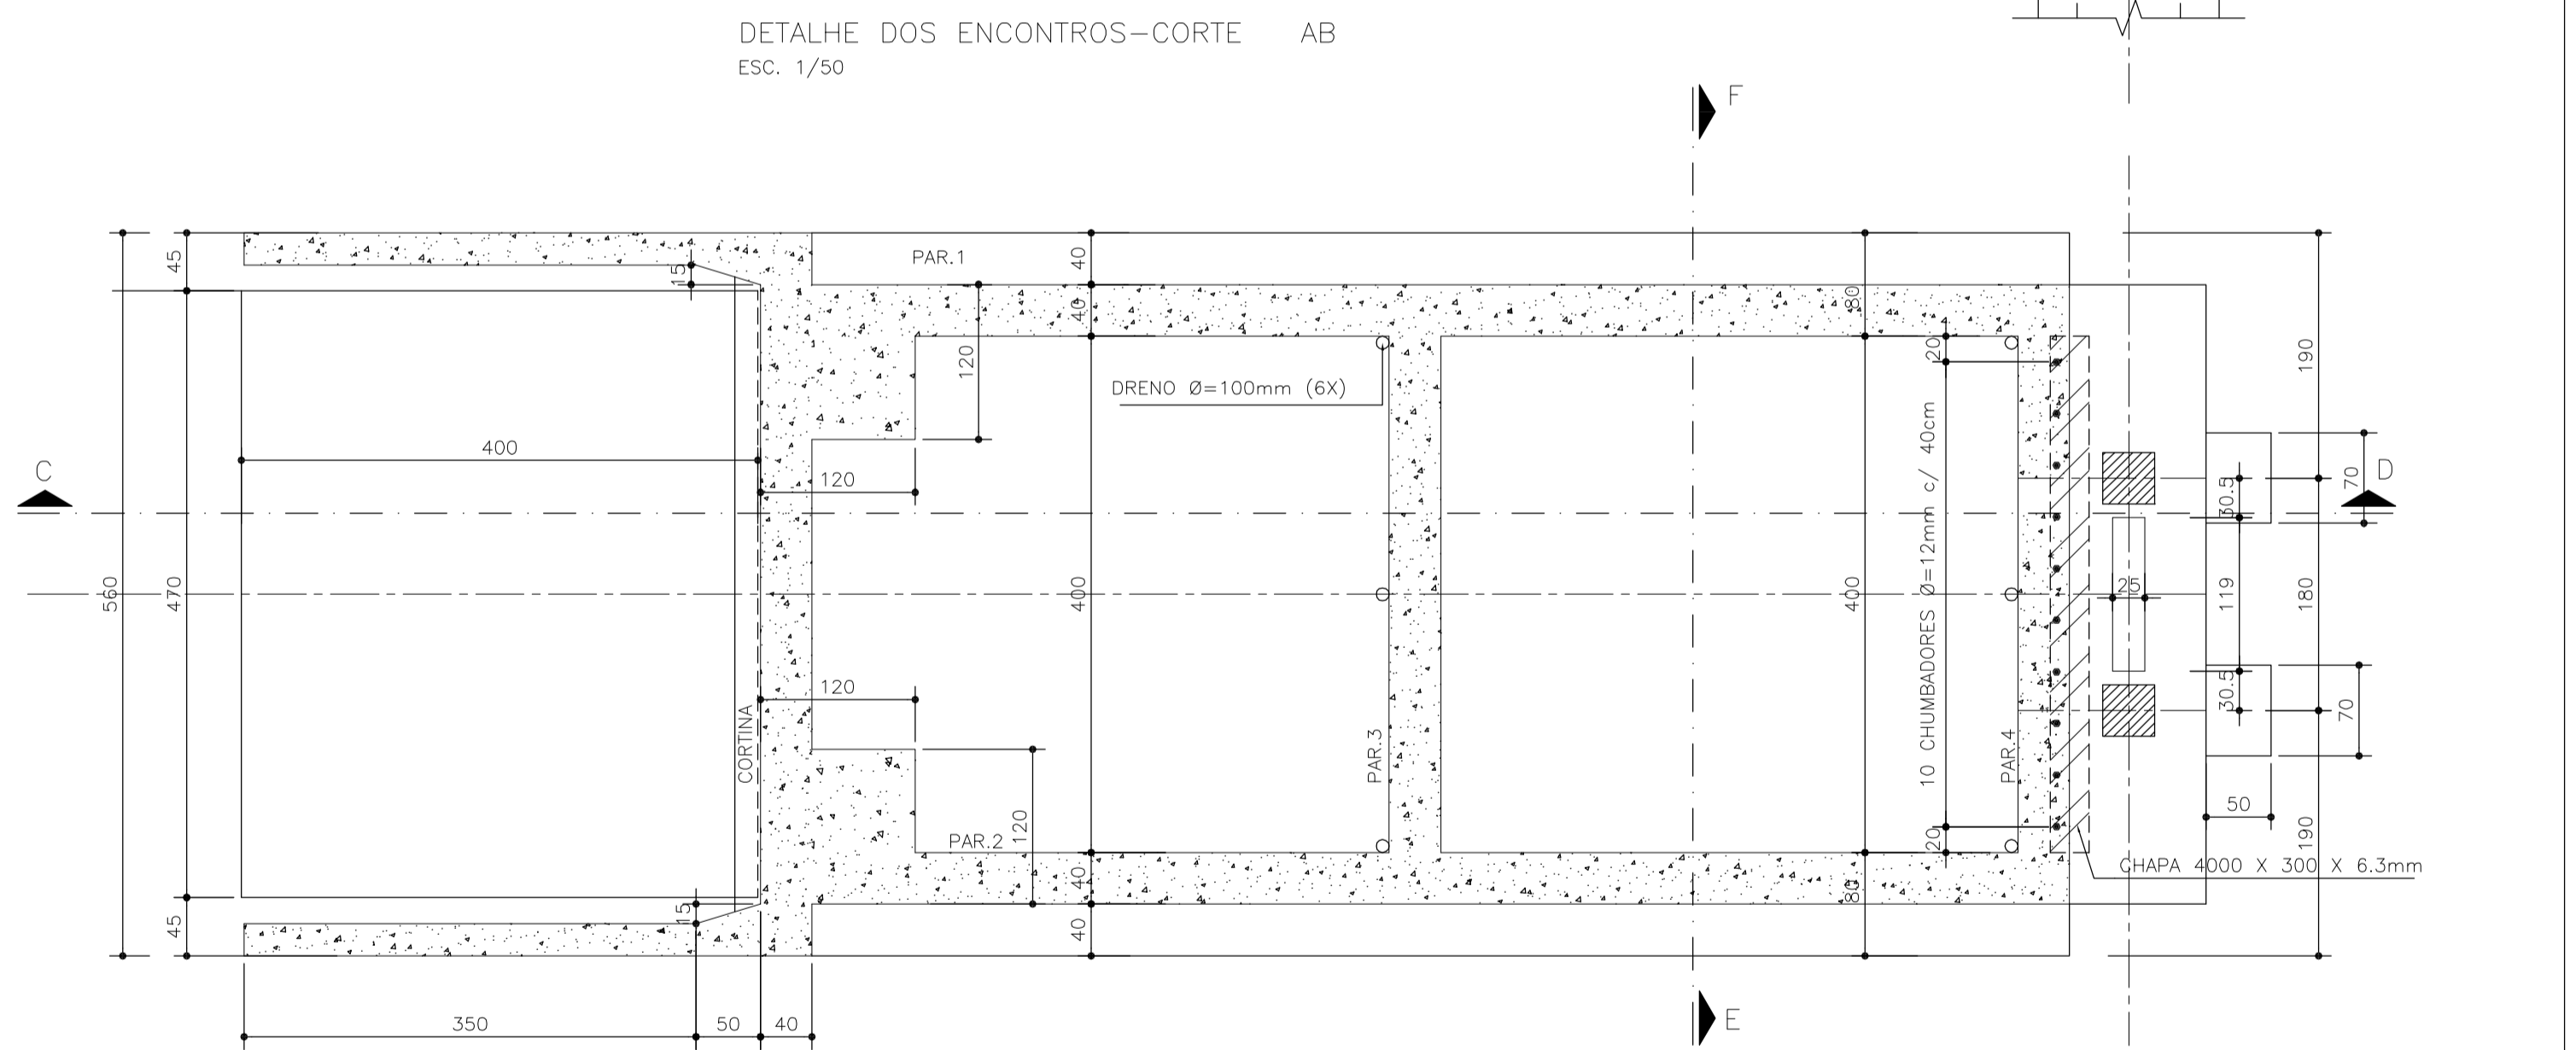 DETALHE DOS ENCONTROS-CORTE AB
ESC. 1/50
F
45
15
PAR.1
40
40
80
120
20
190
DRENO Ø=100mm (6X)
400
C
120
10 CHUMBADORES Ø=12mm c/ 40cm
30.5
70
D
560
470
400
400
25
119
180
120
CORTINA
PAR.3
PAR.4
30.5
70
50
PAR.2
120
20
190
CHAPA 4000 X 300 X 6.3mm
45
15
40
40
80
350
50
40
E